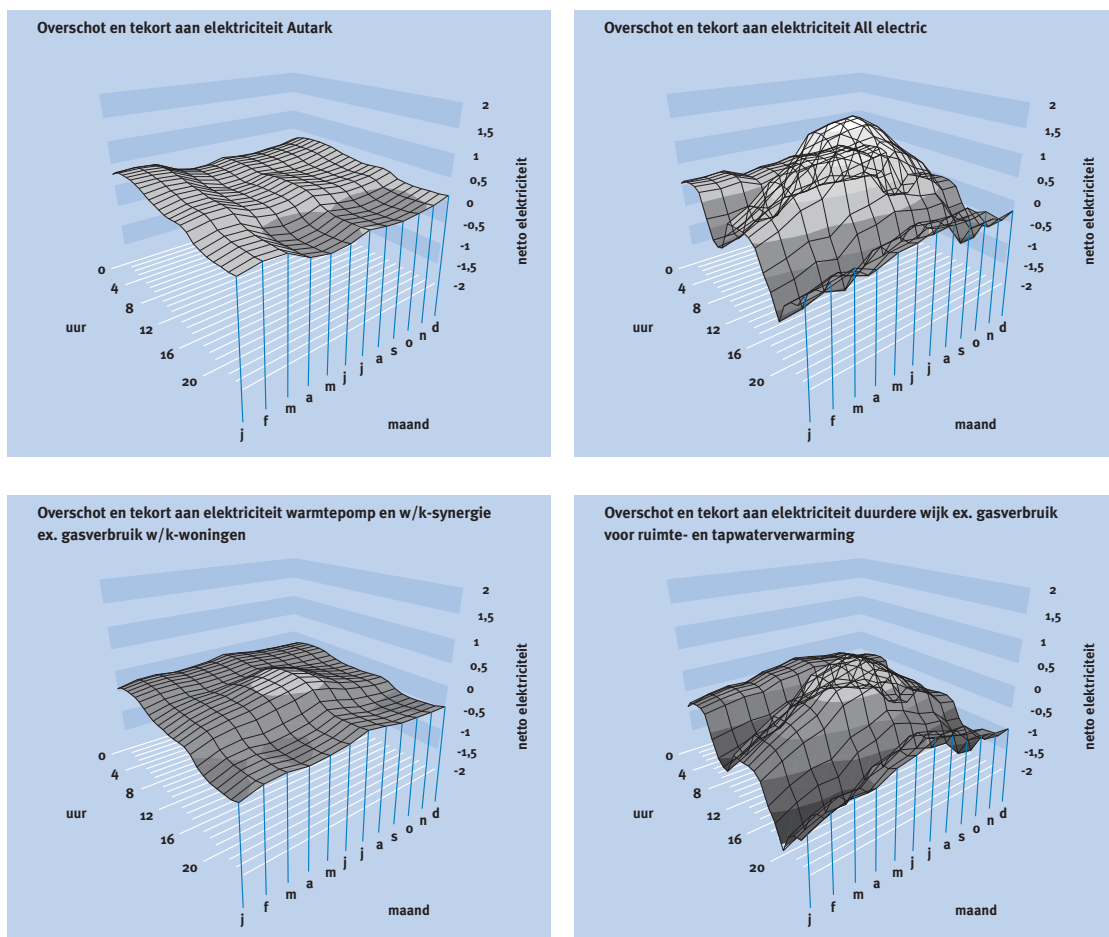 Overschot en tekort aan elektriciteit Autark
2
1,5
1
0,5
0
-0,5
-1
-1,5
-2
netto elektriciteit
0
4
8
12
16
20
uur
j
f
m
a
m
j
j
a
s
o
n
d
maand
Overschot en tekort aan elektriciteit All electric
2
1,5
1
0,5
0
-0,5
-1
-1,5
-2
netto elektriciteit
0
4
8
12
16
20
uur
j
f
m
a
m
j
j
a
s
o
n
d
maand
Overschot en tekort aan elektriciteit warmtepomp en w/k-synergie
ex. gasverbruik w/k-woningen
2
1,5
1
0,5
0
-0,5
-1
-1,5
-2
netto elektriciteit
0
4
8
12
16
20
uur
j
f
m
a
m
j
j
a
s
o
n
d
maand
Overschot en tekort aan elektriciteit duurdere wijk ex. gasverbruik
voor ruimte- en tapwaterverwarming
2
1,5
1
0,5
0
-0,5
-1
-1,5
-2
netto elektriciteit
0
4
8
12
16
20
uur
j
f
m
a
m
j
j
a
s
o
n
d
maand